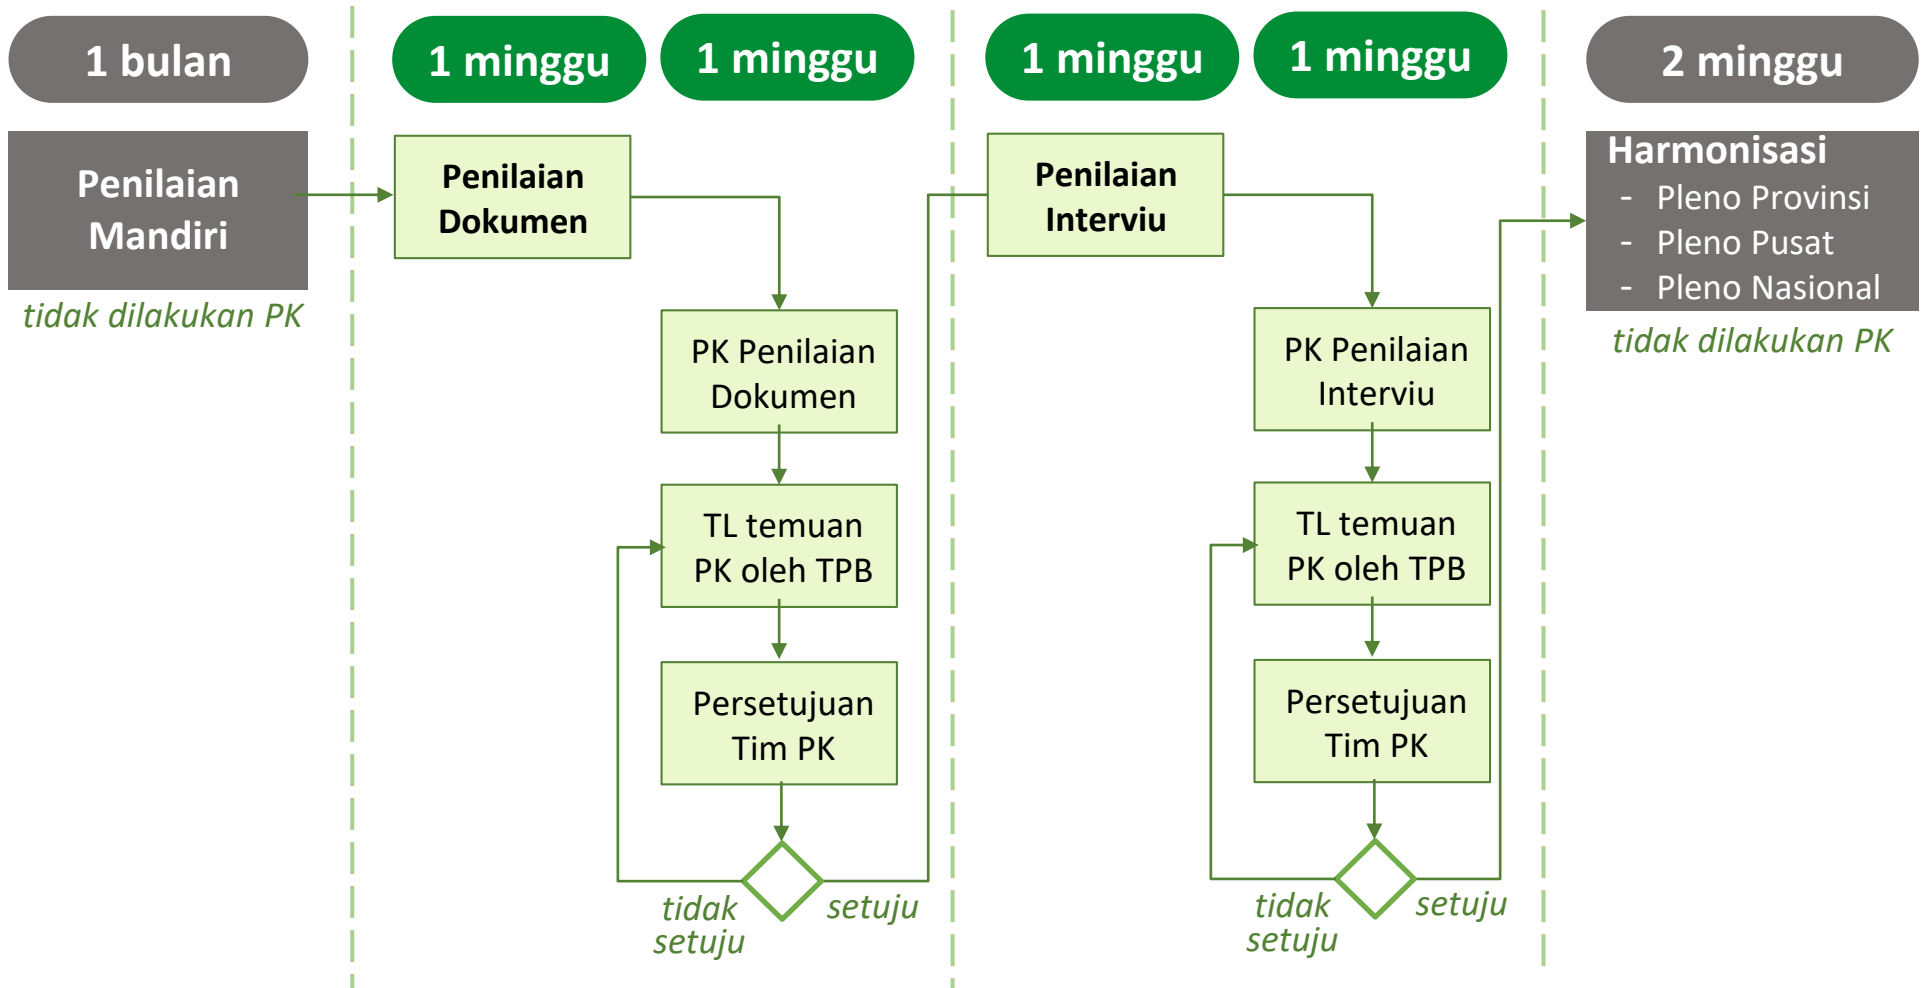 1 bulan
1 minggu
1 minggu
1 minggu
1 minggu
2 minggu
Penilaian
Mandiri
tidak dilakukan PK
Penilaian
Dokumen
PK Penilaian
Dokumen
TL temuan
PK oleh TPB
Persetujuan
Tim PK
tidak
setuju
setuju
Penilaian
Interviu
PK Penilaian
Interviu
TL temuan
PK oleh TPB
Persetujuan
Tim PK
tidak
setuju
setuju
Harmonisasi
- Pleno Provinsi
- Pleno Pusat
- Pleno Nasional
tidak dilakukan PK